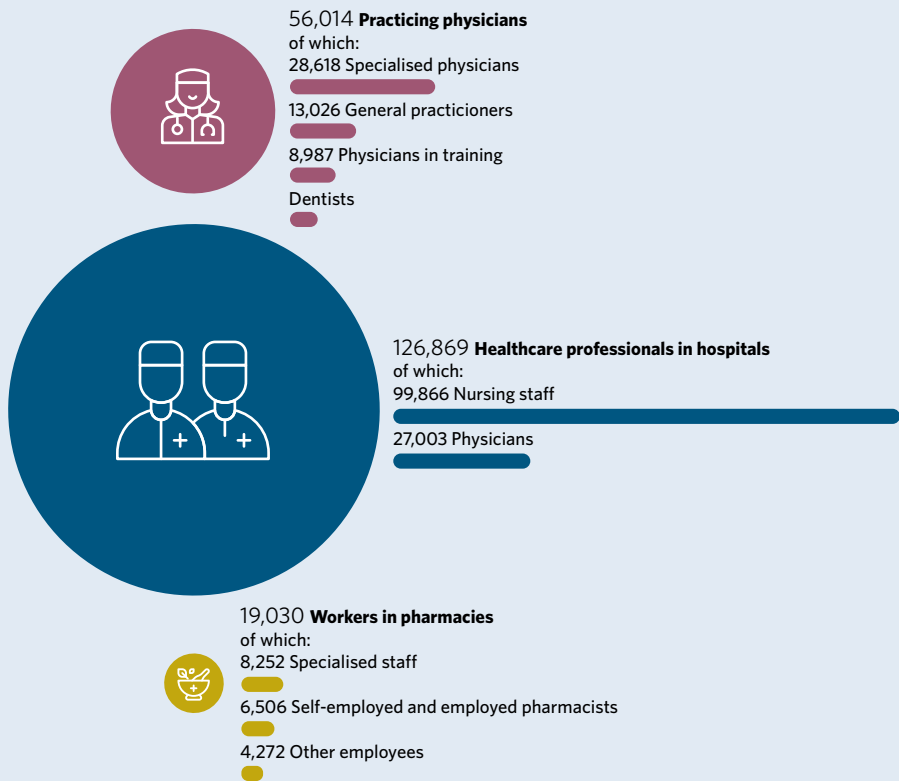 56,014 Practicing physicians
of which:
28,618 Specialised physicians
13,026 General practicioners
8,987 Physicians in training
Dentists
126,869 Healthcare professionals in hospitals
of which:
99,866 Nursing staff
27,003 Physicians
19,030 Workers in pharmacies
of which:
8,252 Specialised staff
6,506 Self-employed and employed pharmacists
4,272 Other employees